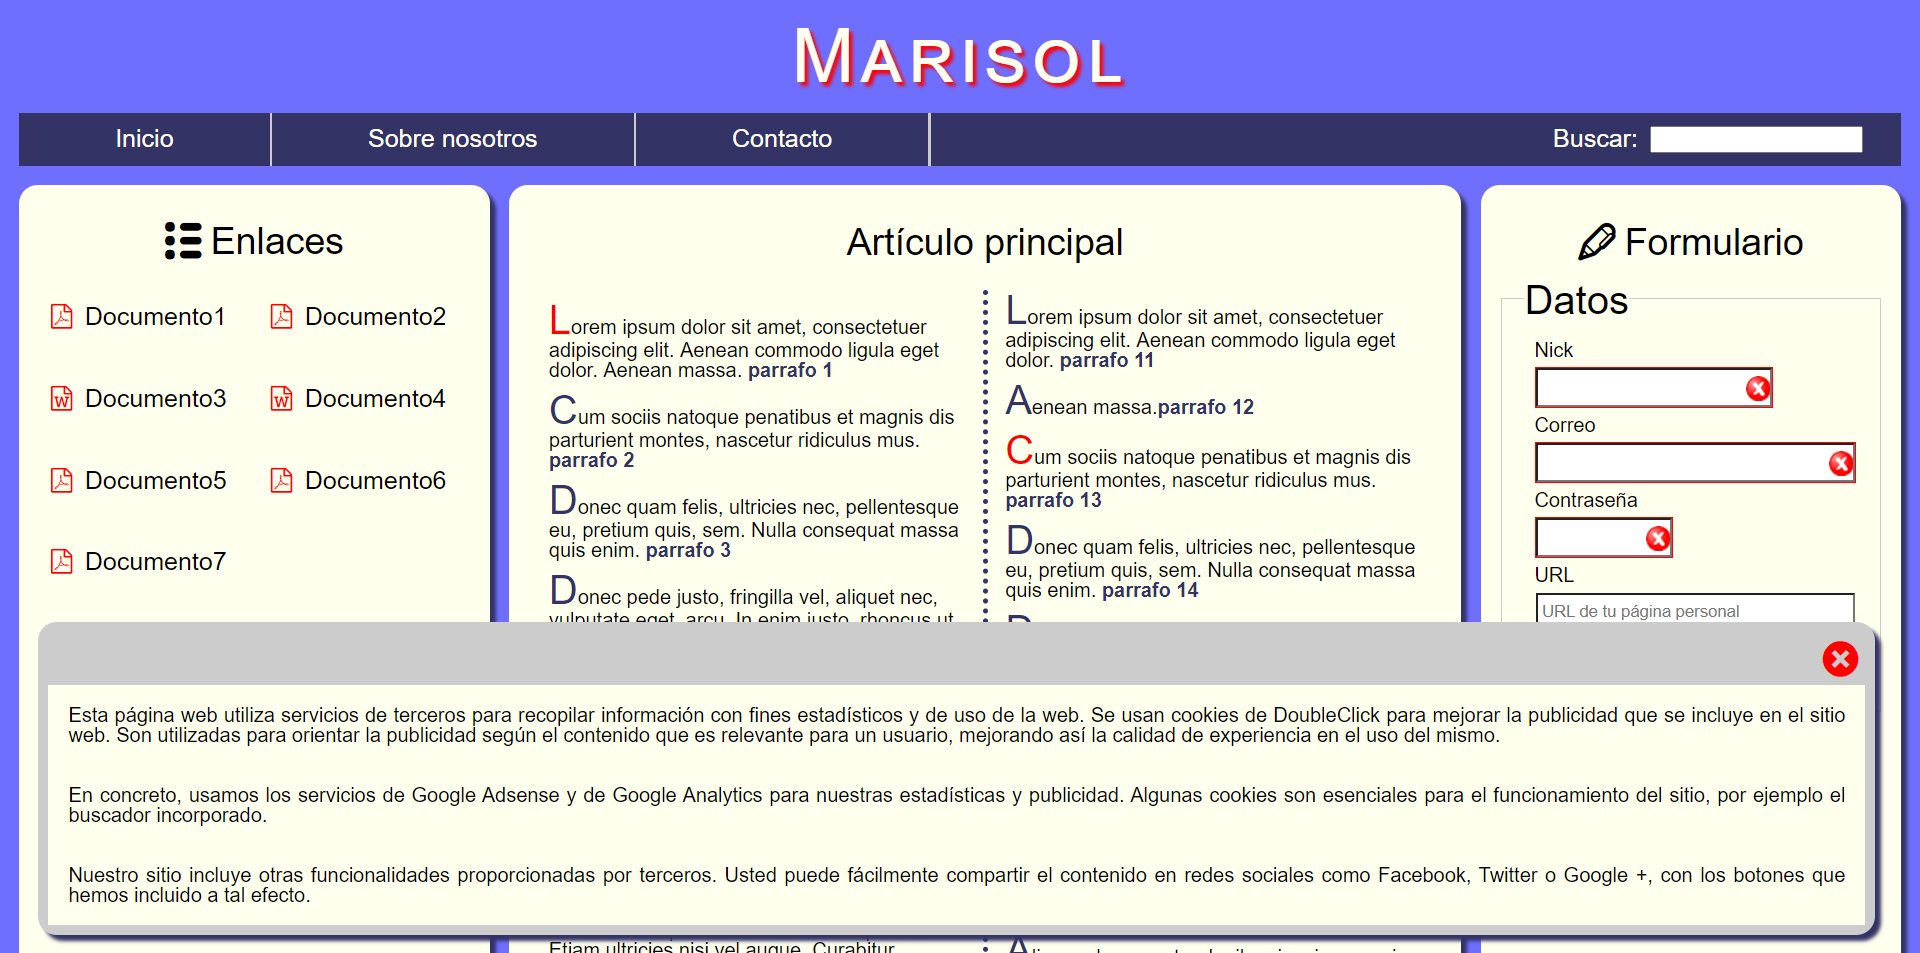 MARISOL
Inicio
Sobre nosotros
Contacto
Buscar:
Enlaces
Documento1
Documento2
Documento3
Documento4
Documento5
Documento6
Documento7
Artículo principal
Lorem ipsum dolor sit amet, consectetuer
adipiscing elit. Aenean commodo ligula eget
dolor. Aenean massa. parrafo 1
Cum sociis natoque penatibus et magnis dis
parturient montes, nascetur ridiculus mus.
parrafo 2
Donec quam felis, ultricies nec, pellentesque
eu, pretium quis, sem. Nulla consequat massa
quis enim. parrafo 3
Donec pede justo, fringilla vel, aliquet nec,
vulputate eget, arcu. In enim justo, rhoncus ut
Etiam ultricies nisi vel augue. Curabitur
Lorem ipsum dolor sit amet, consectetuer
adipiscing elit. Aenean commodo ligula eget
dolor. parrafo 11
Aenean massa.parrafo 12
Cum sociis natoque penatibus et magnis dis
parturient montes, nascetur ridiculus mus.
parrafo 13
Donec quam felis, ultricies nec, pellentesque
eu, pretium quis, sem. Nulla consequat massa
quis enim. parrafo 14
Formulario
Datos
Nick
Correo
Contraseña
URL
URL de tu página personal
Esta página web utiliza servicios de terceros para recopilar información con fines estadísticos y de uso de la web. Se usan cookies de DoubleClick para mejorar la publicidad que se incluye en el sitio
web. Son utilizadas para orientar la publicidad según el contenido que es relevante para un usuario, mejorando así la calidad de experiencia en el uso del mismo.
En concreto, usamos los servicios de Google Adsense y de Google Analytics para nuestras estadísticas y publicidad. Algunas cookies son esenciales para el funcionamiento del sitio, por ejemplo el
buscador incorporado.
Nuestro sitio incluye otras funcionalidades proporcionadas por terceros. Usted puede fácilmente compartir el contenido en redes sociales como Facebook, Twitter o Google +, con los botones que
hemos incluido a tal efecto.